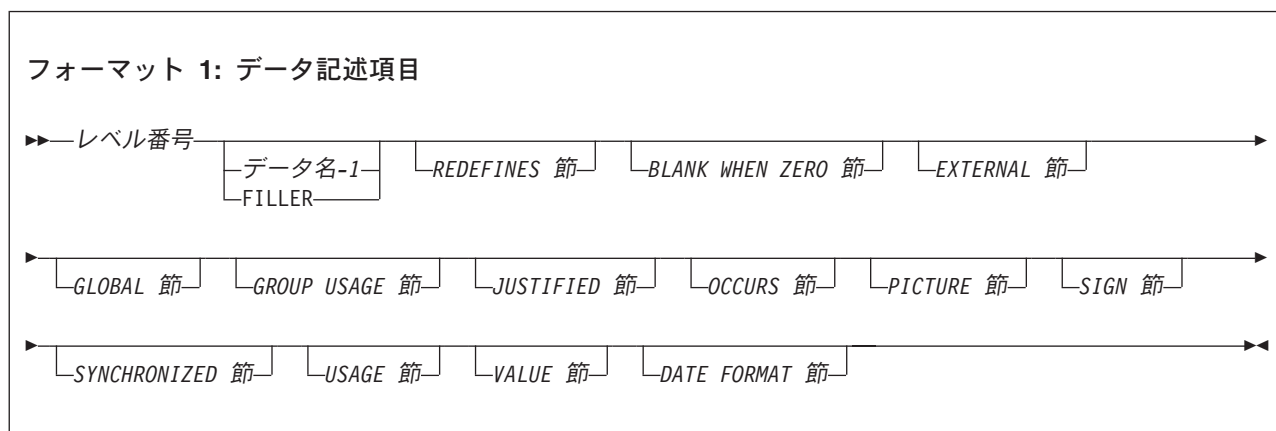 フォーマット 1: データ記述項目
レベル番号
データ名-1 REDEFINES 節 BLANK WHEN ZERO 節 EXTERNAL 節
FILLER
GLOBAL 節 GROUP USAGE 節 JUSTIFIED 節 OCCURS 節 PICTURE 節 SIGN 節
SYNCHRONIZED 節 USAGE 節 VALUE 節 DATE FORMAT 節